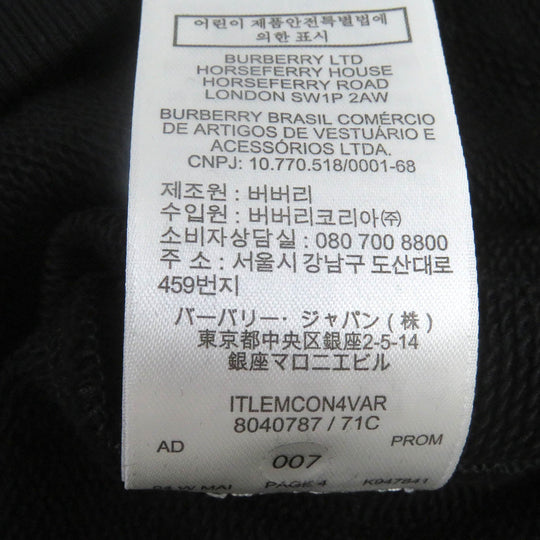 어린이 제품안전특별법에
의한 표시
BURBERRY LTD
HORSEFERRY HOUSE
HORSEFERRY ROAD
LONDON SW1P 2AW
BURBERRY BRASIL COMÉRCIO
DE ARTIGOS DE VESTUÁRIO E
ACESSÓRIOS LTDA.
CNPJ: 10.770.518/0001-68
제조원 : 버버리
수입원 : 버버리코리아㈜
소비자상담실 : 080 700 8800
주 소 : 서울시 강남구 도산대로
459번지
バーバリー・ジャパン(株)
東京都中央区銀座2-5-14
銀座マロニエビル
ITLEMCON4VAR
8040787 / 71C
AD 007 PROM
94 W MAI PAGE 4 K947841